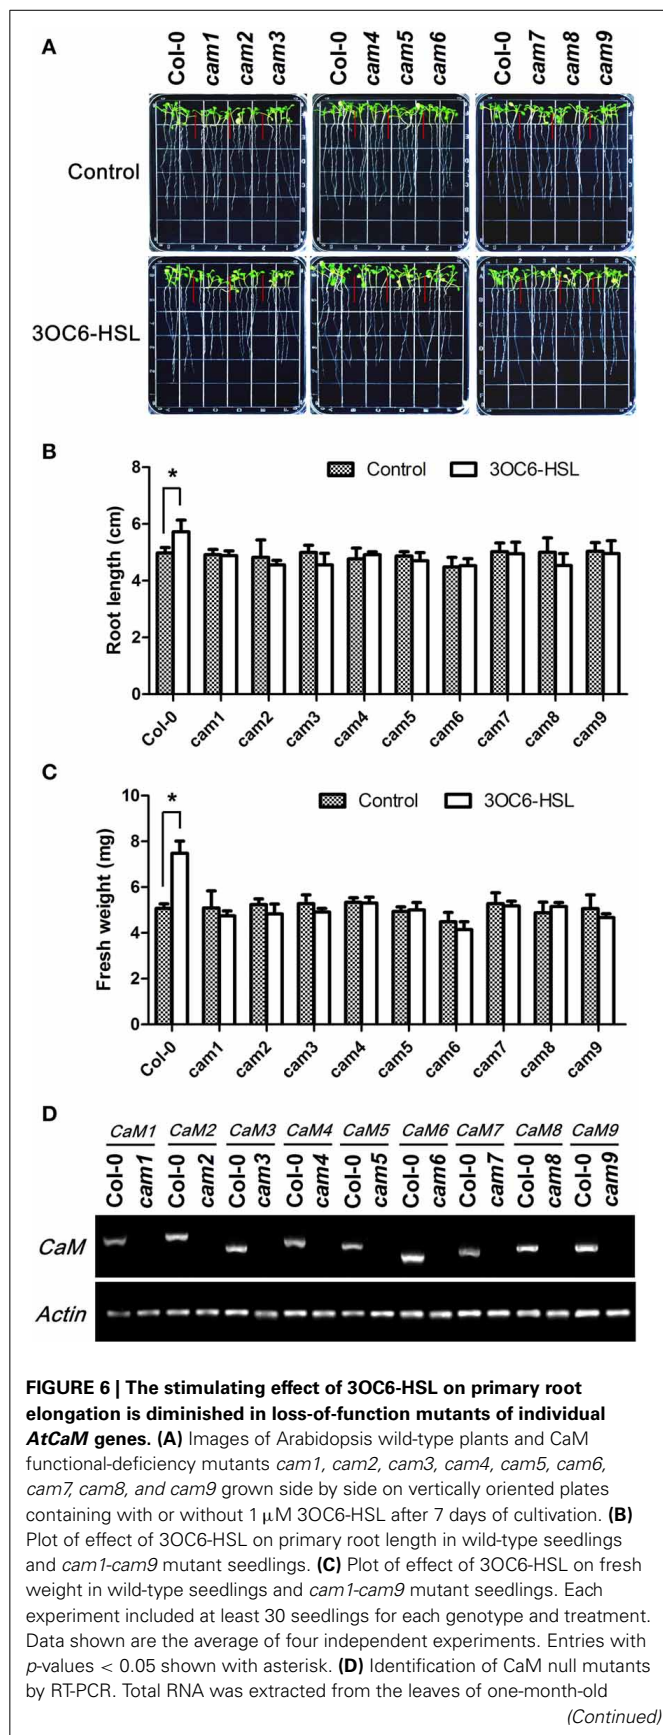 A
Col-0 cam1 cam2 cam3 Col-0 cam4 cam5 cam6 Col-0 cam7 cam8 cam9
Control
3OC6-HSL
B
Control 3OC6-HSL
*
Root length (cm)
8
6
4
2
0
Col-0 cam1 cam2 cam3 cam4 cam5 cam6 cam7 cam8 cam9
C
Control 3OC6-HSL
*
Fresh weight (mg)
10
8
6
4
2
0
Col-0 cam1 cam2 cam3 cam4 cam5 cam6 cam7 cam8 cam9
D
CaM1 CaM2 CaM3 CaM4 CaM5 CaM6 CaM7 CaM8 CaM9
Col-0 cam1 Col-0 cam2 Col-0 cam3 Col-0 cam4 Col-0 cam5 Col-0 cam6 Col-0 cam7 Col-0 cam8 Col-0 cam9
CaM
Actin
FIGURE 6 | The stimulating effect of 3OC6-HSL on primary root
elongation is diminished in loss-of-function mutants of individual
AtCaM genes. (A) Images of Arabidopsis wild-type plants and CaM
functional-deficiency mutants cam1, cam2, cam3, cam4, cam5, cam6,
cam7, cam8, and cam9 grown side by side on vertically oriented plates
containing with or without 1 μM 3OC6-HSL after 7 days of cultivation. (B)
Plot of effect of 3OC6-HSL on primary root length in wild-type seedlings
and cam1-cam9 mutant seedlings. (C) Plot of effect of 3OC6-HSL on fresh
weight in wild-type seedlings and cam1-cam9 mutant seedlings. Each
experiment included at least 30 seedlings for each genotype and treatment.
Data shown are the average of four independent experiments. Entries with
p-values < 0.05 shown with asterisk. (D) Identification of CaM null mutants
by RT-PCR. Total RNA was extracted from the leaves of one-month-old
(Continued)